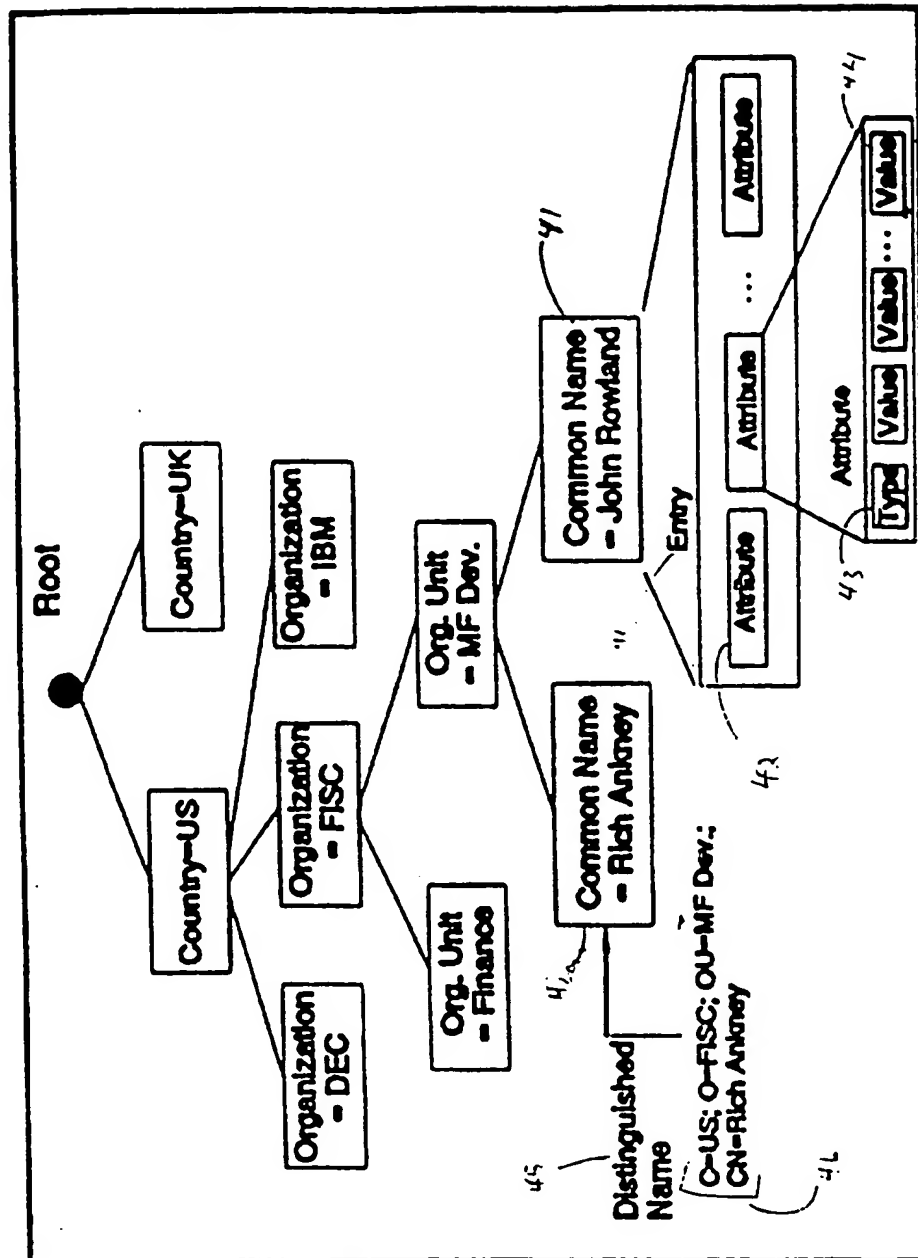 Root
Country=US
Country=UK
Organization
= DEC
Organization
= FISC
Organization
= IBM
Org. Unit
= Finance
Org. Unit
= MF Dev.
Common Name
= Rich Ankney
"
Common Name
= John Rowland
41
45
Distinguished
Name
C=US; O=FISC; OU=MF Dev.;
CN=Rich Ankney
46
Entry
Attribute
Attribute
...
Attribute
42
Attribute
43
Type
Value
Value
...
Value
44